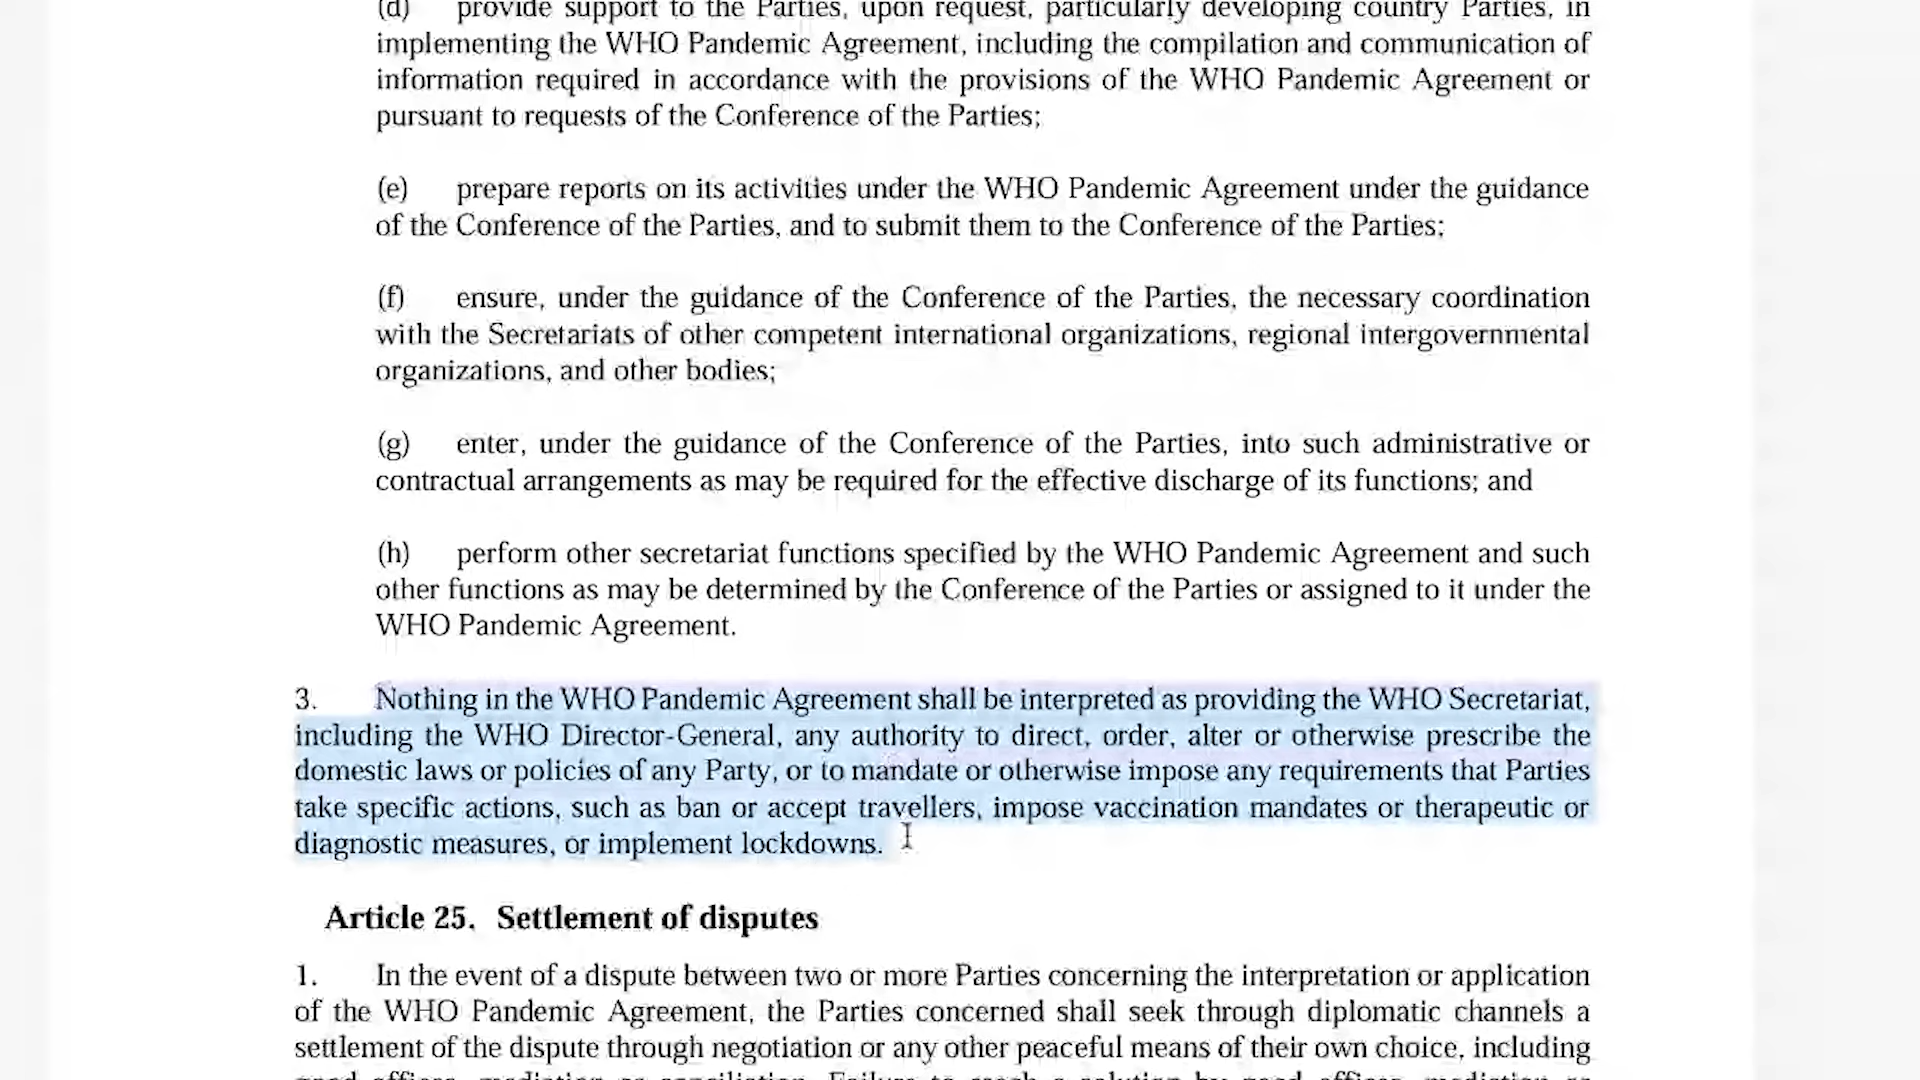 (d) provide support to the Parties, upon request, particularly developing country Parties, in
implementing the WHO Pandemic Agreement, including the compilation and communication of
information required in accordance with the provisions of the WHO Pandemic Agreement or
pursuant to requests of the Conference of the Parties;
(e) prepare reports on its activities under the WHO Pandemic Agreement under the guidance
of the Conference of the Parties, and to submit them to the Conference of the Parties;
(f) ensure, under the guidance of the Conference of the Parties, the necessary coordination
with the Secretariats of other competent international organizations, regional intergovernmental
organizations, and other bodies;
(g) enter, under the guidance of the Conference of the Parties, into such administrative or
contractual arrangements as may be required for the effective discharge of its functions; and
(h) perform other secretariat functions specified by the WHO Pandemic Agreement and such
other functions as may be determined by the Conference of the Parties or assigned to it under the
WHO Pandemic Agreement.
3. Nothing in the WHO Pandemic Agreement shall be interpreted as providing the WHO Secretariat,
including the WHO Director-General, any authority to direct, order, alter or otherwise prescribe the
domestic laws or policies of any Party, or to mandate or otherwise impose any requirements that Parties
take specific actions, such as ban or accept travellers, impose vaccination mandates or therapeutic or
diagnostic measures, or implement lockdowns.
Article 25. Settlement of disputes
1. In the event of a dispute between two or more Parties concerning the interpretation or application
of the WHO Pandemic Agreement, the Parties concerned shall seek through diplomatic channels a
settlement of the dispute through negotiation or any other peaceful means of their own choice, including